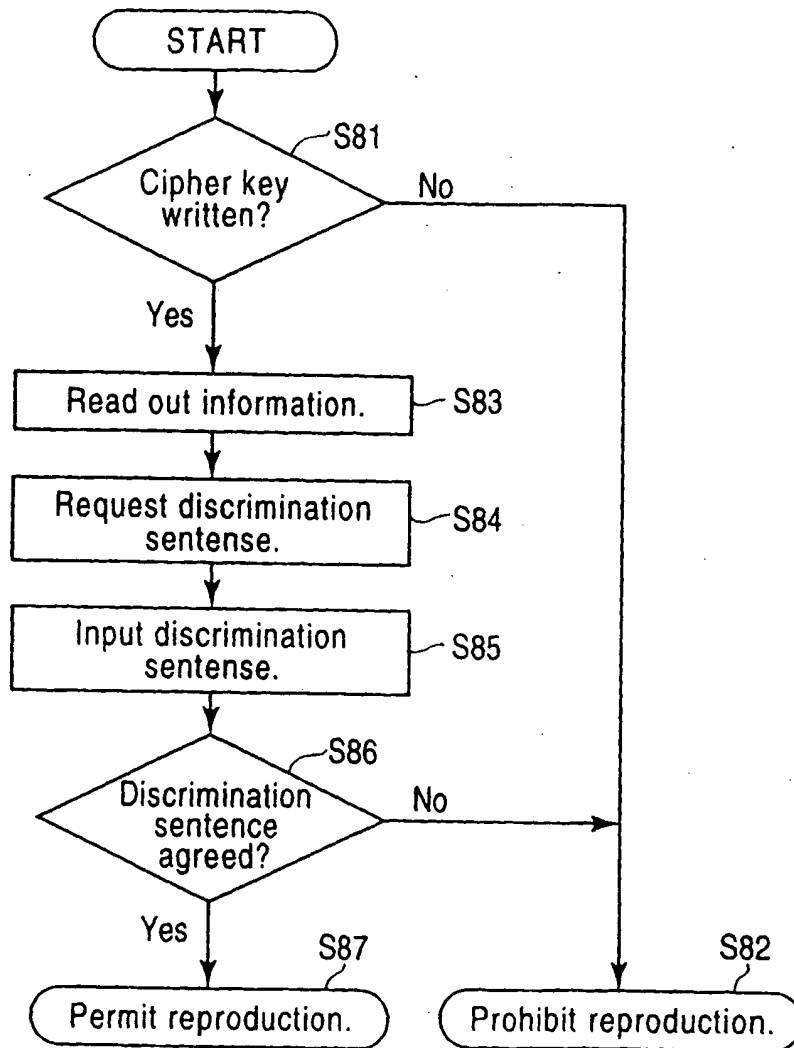 START
S81
Cipher key
written?
No
Yes
Read out information.
S83
Request discrimination
sentense.
S84
Input discrimination
sentense.
S85
S86
Discrimination
sentence
agreed?
No
Yes
S87
S82
Permit reproduction.
Prohibit reproduction.